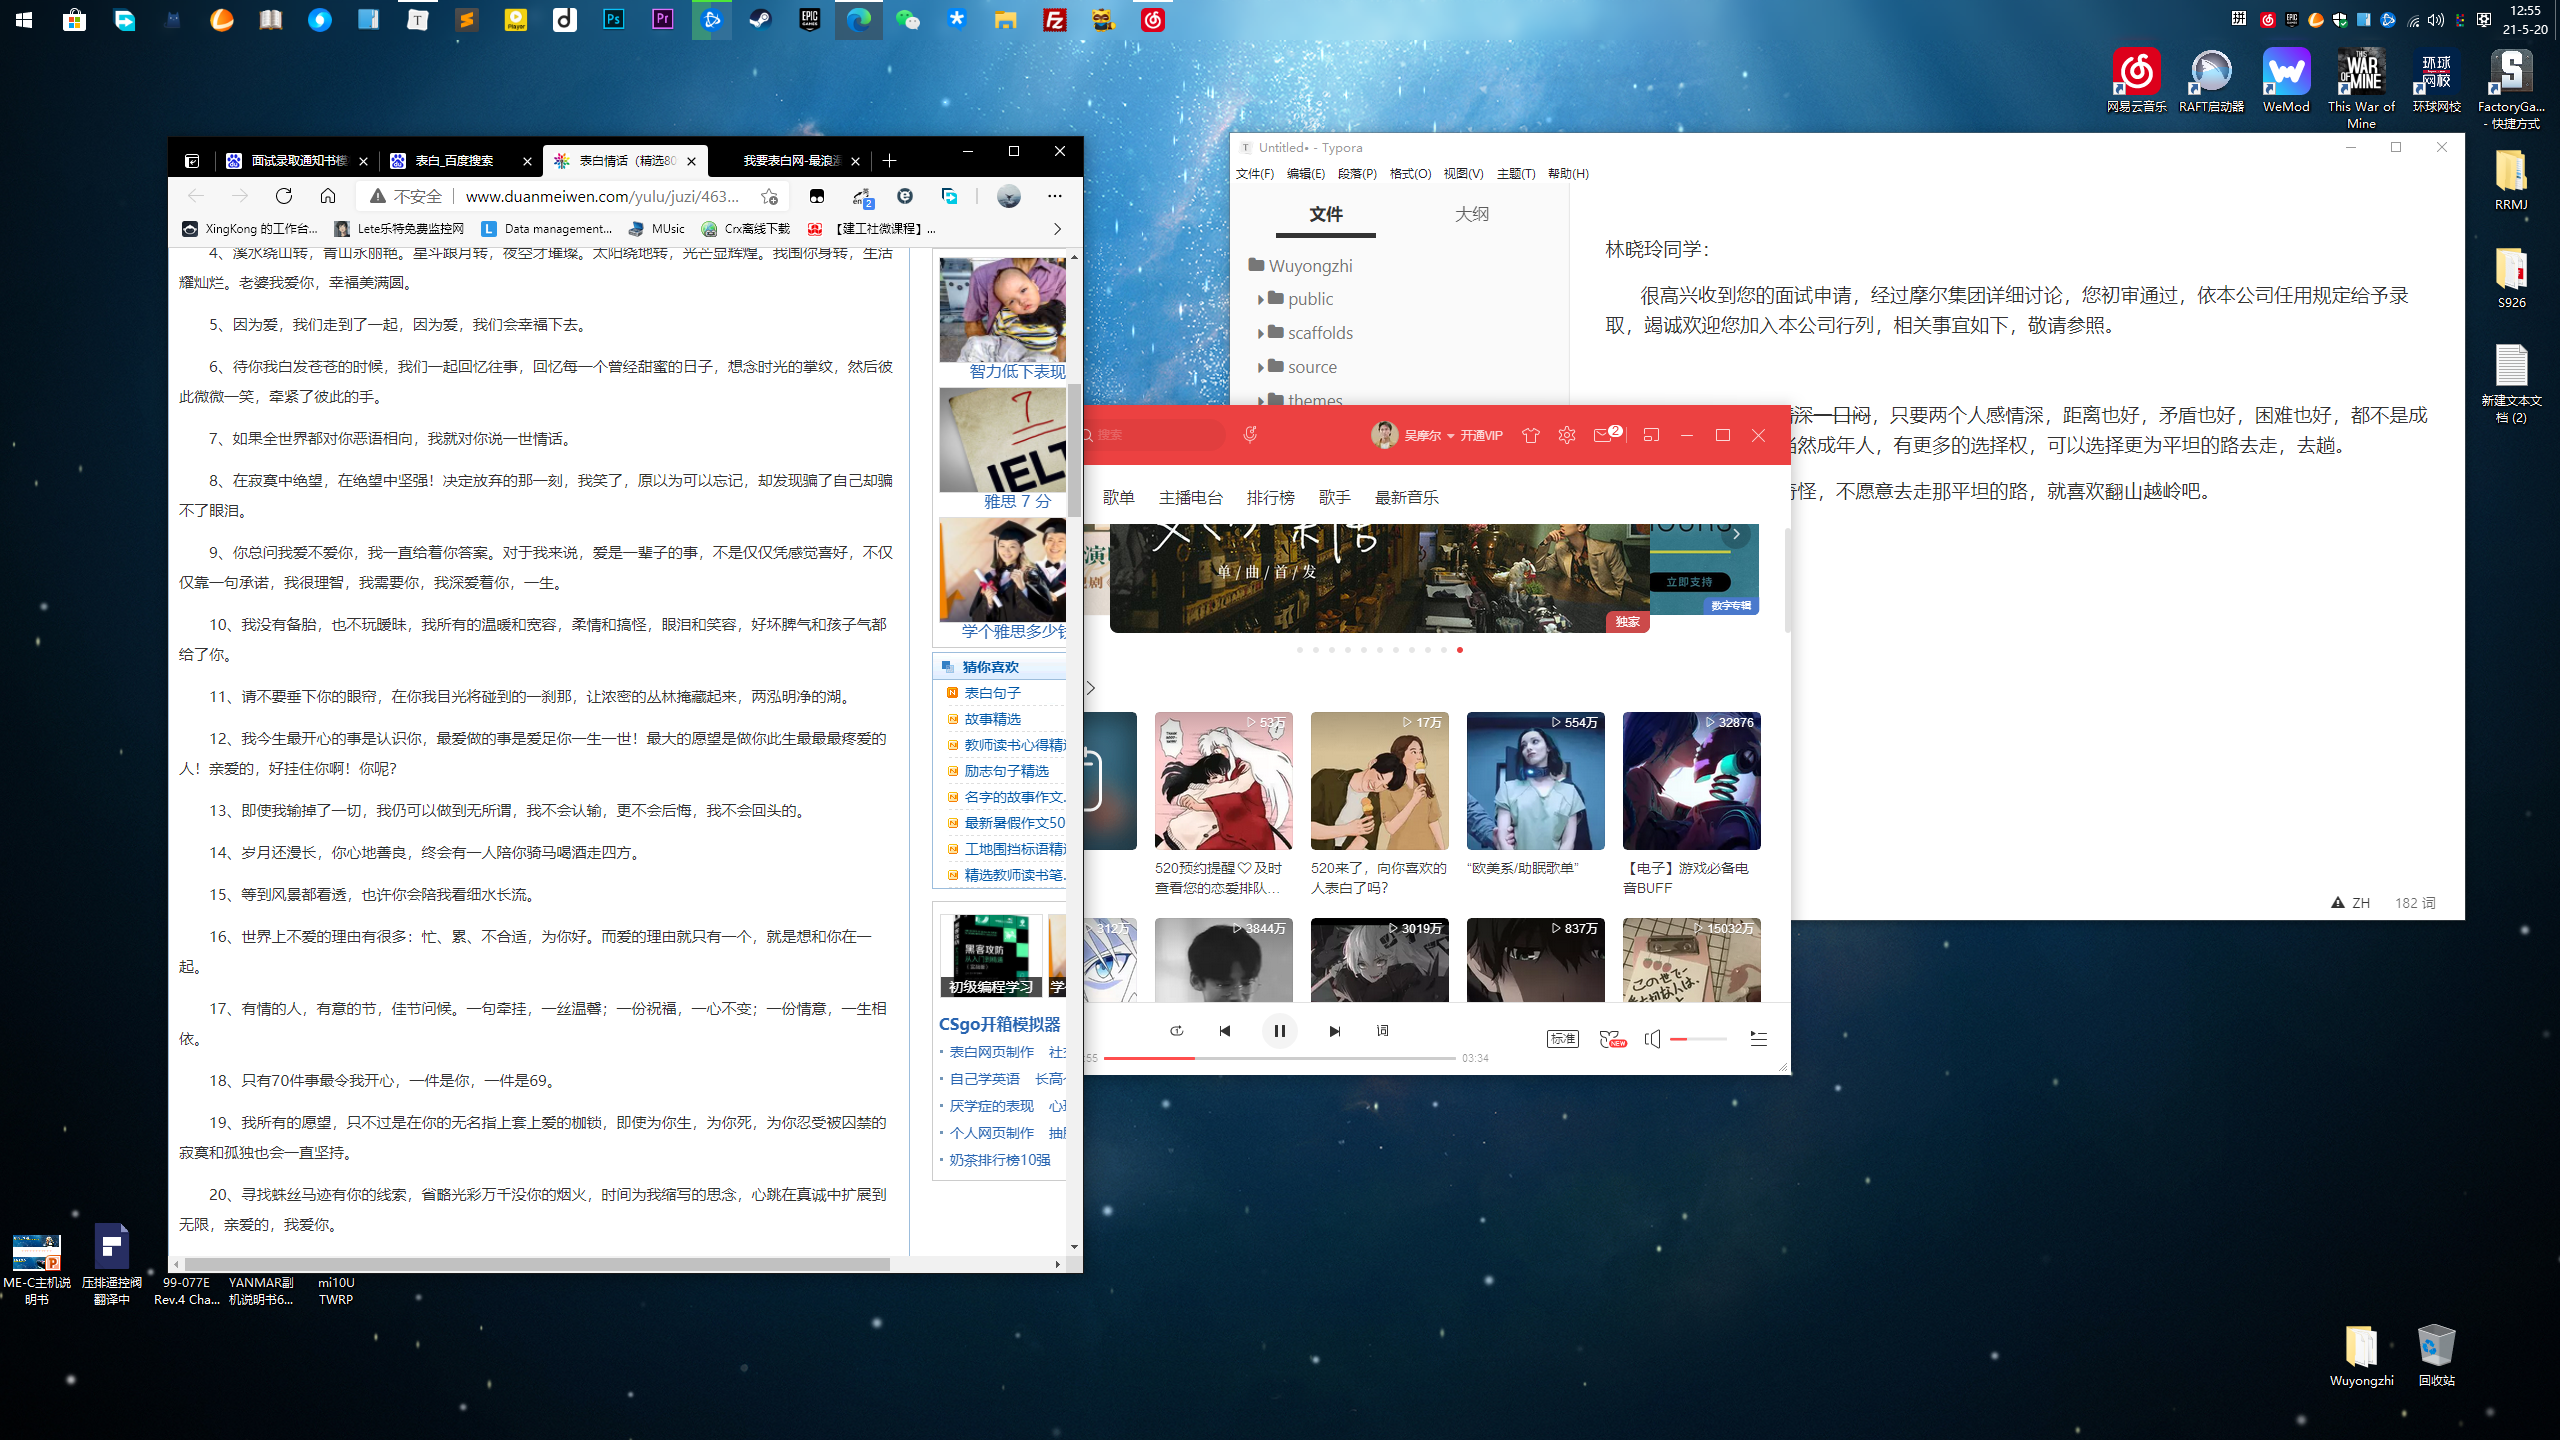 12:55
21-5-20
网易云音乐
RAFT启动器
WeMod
This War of Mine
环球网校
FactoryGa... - 快捷方式
RRMJ
S926
新建文本文档 (2)
面试录取通知书模
表白_百度搜索
表白情话（精选80
我要表白网-最浪漫
不安全
www.duanmeiwen.com/yulu/juzi/463...
XingKong 的工作台...
Lete乐特免费监控网
Data management...
MUsic
Crx离线下载
【建工社微课程】...
4、溪水绕山转，青山永丽艳。星斗跟月转，夜空才璀璨。太阳绕地转，光芒显辉煌。我围你身转，生活
耀灿烂。老婆我爱你，幸福美满圆。
5、因为爱，我们走到了一起，因为爱，我们会幸福下去。
6、待你我白发苍苍的时候，我们一起回忆往事，回忆每一个曾经甜蜜的日子，想念时光的掌纹，然后彼
此微微一笑，牵紧了彼此的手。
7、如果全世界都对你恶语相向，我就对你说一世情话。
8、在寂寞中绝望，在绝望中坚强！决定放弃的那一刻，我笑了，原以为可以忘记，却发现骗了自己却骗
不了眼泪。
9、你总问我爱不爱你，我一直给着你答案。对于我来说，爱是一辈子的事，不是仅仅凭感觉喜好，不仅
仅靠一句承诺，我很理智，我需要你，我深爱着你，一生。
10、我没有备胎，也不玩暧昧，我所有的温暖和宽容，柔情和搞怪，眼泪和笑容，好坏脾气和孩子气都
给了你。
11、请不要垂下你的眼帘，在你我目光将碰到的一刹那，让浓密的丛林掩藏起来，两泓明净的湖。
12、我今生最开心的事是认识你，最爱做的事是爱足你一生一世！最大的愿望是做你此生最最最疼爱的
人！亲爱的，好挂住你啊！你呢？
13、即使我输掉了一切，我仍可以做到无所谓，我不会认输，更不会后悔，我不会回头的。
14、岁月还漫长，你心地善良，终会有一人陪你骑马喝酒走四方。
15、等到风景都看透，也许你会陪我看细水长流。
16、世界上不爱的理由有很多：忙、累、不合适，为你好。而爱的理由就只有一个，就是想和你在一
起。
17、有情的人，有意的节，佳节问候。一句牵挂，一丝温馨；一份祝福，一心不变；一份情意，一生相
依。
18、只有70件事最令我开心，一件是你，一件是69。
19、我所有的愿望，只不过是在你的无名指上套上爱的枷锁，即使为你生，为你死，为你忍受被囚禁的
寂寞和孤独也会一直坚持。
20、寻找蛛丝马迹有你的线索，省略光彩万千没你的烟火，时间为我缩写的思念，心跳在真诚中扩展到
无限，亲爱的，我爱你。
智力低下表现
IELT
雅思 7 分
学个雅思多少钱
猜你喜欢
表白句子
故事精选
教师读书心得精选
励志句子精选
名字的故事作文.
最新暑假作文50
工地围挡标语精选
精选教师读书笔.
黑客攻防
从入门到精通
初级编程学习
学
CSgo开箱模拟器
表白网页制作 社交
自己学英语 长高
厌学症的表现 心理
个人网页制作
奶茶排行榜10强
Untitled• - Typora
文件(F) 编辑(E) 段落(P) 格式(O) 视图(V) 主题(T) 帮助(H)
文件
大纲
Wuyongzhi
public
scaffolds
source
themes
林晓玲同学：
很高兴收到您的面试申请，经过摩尔集团详细讨论，您初审通过，依本公司任用规定给予录
取，竭诚欢迎您加入本公司行列，相关事宜如下，敬请参照。
深一日闷，只要两个人感情深，距离也好，矛盾也好，困难也好，都不是成
当然成年人，有更多的选择权，可以选择更为平坦的路去走，去趟。
奇怪，不愿意去走那平坦的路，就喜欢翻山越岭吧。
ZH
182 词
搜索
吴摩尔
开通VIP
2
歌单
主播电台
排行榜
歌手
最新音乐
单/曲/首/发
独家
立即支持
数字专辑
53万
17万
554万
32876
520预约提醒♡及时
查看您的恋爱排队...
520来了，向你喜欢的
人表白了吗？
“欧美系/助眠歌单”
【电子】游戏必备电
音BUFF
312万
3844万
3019万
837万
15032万
词
标准
NEW
:55
03:34
ME-C主机说明书
压排遥控阀翻译中
99-077E Rev.4 Cha...
YANMAR副机说明书6...
mi10U TWRP
Wuyongzhi
回收站